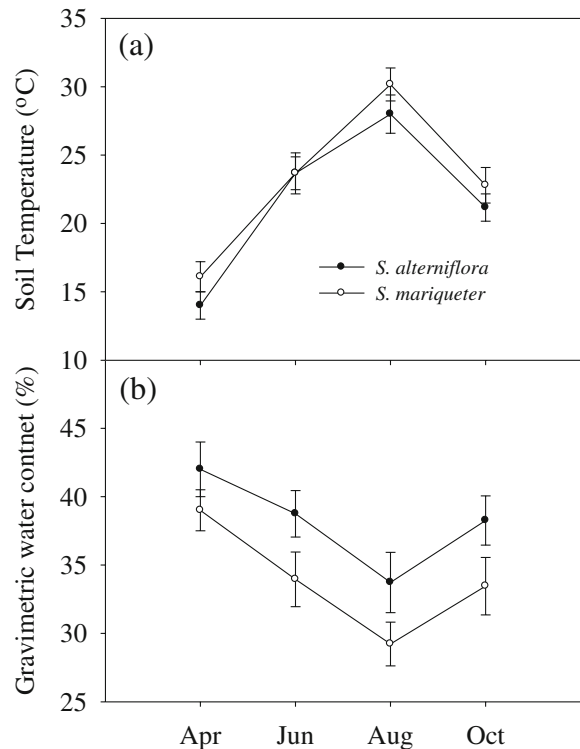 (a)
35
30
25
20
15
10
Soil Temperature (°C)
S. alterniflora
S. mariqueter
(b)
45
40
35
30
25
Gravimetric water contnet (%)
Apr Jun Aug Oct